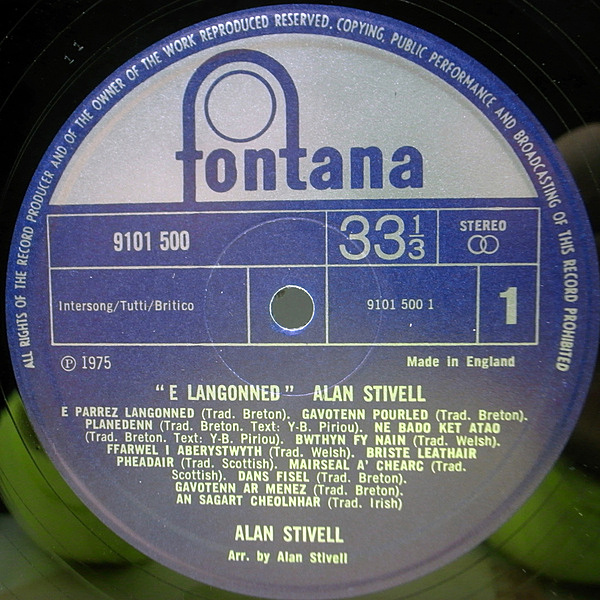 ALL RIGHTS OF THE RECORD PRODUCER AND OF THE OWNER OF THE WORK REPRODUCED RESERVED. COPYING, PUBLIC PERFORMANCE AND BROADCASTING OF THIS RECORD PROHIBITED
fontana
9101 500
33 1/3
STEREO
Intersong/Tutti/Britico
9101 500 1
1
Ⓟ 1975
Made in England
"E LANGONNED" ALAN STIVELL
E PARREZ LANGONNED (Trad. Breton). GAVOTENN POURLED (Trad. Breton).
PLANEDENN (Trad. Breton. Text: Y-B. Piriou). NE BADO KET ATAO
(Trad. Breton. Text: Y-B. Piriou). BWTHYN FY NAIN (Trad. Welsh).
FFARWEL I ABERYSTWYTH (Trad. Welsh). BRISTE LEATHAIR
PHEADAIR (Trad. Scottish). MAIRSEAL A' CHEARC (Trad.
Scottish). DANS FISEL (Trad. Breton).
GAVOTENN AR MENEZ (Trad. Breton).
AN SAGART CHEOLNHAR (Trad. Irish)
ALAN STIVELL
Arr. by Alan Stivell